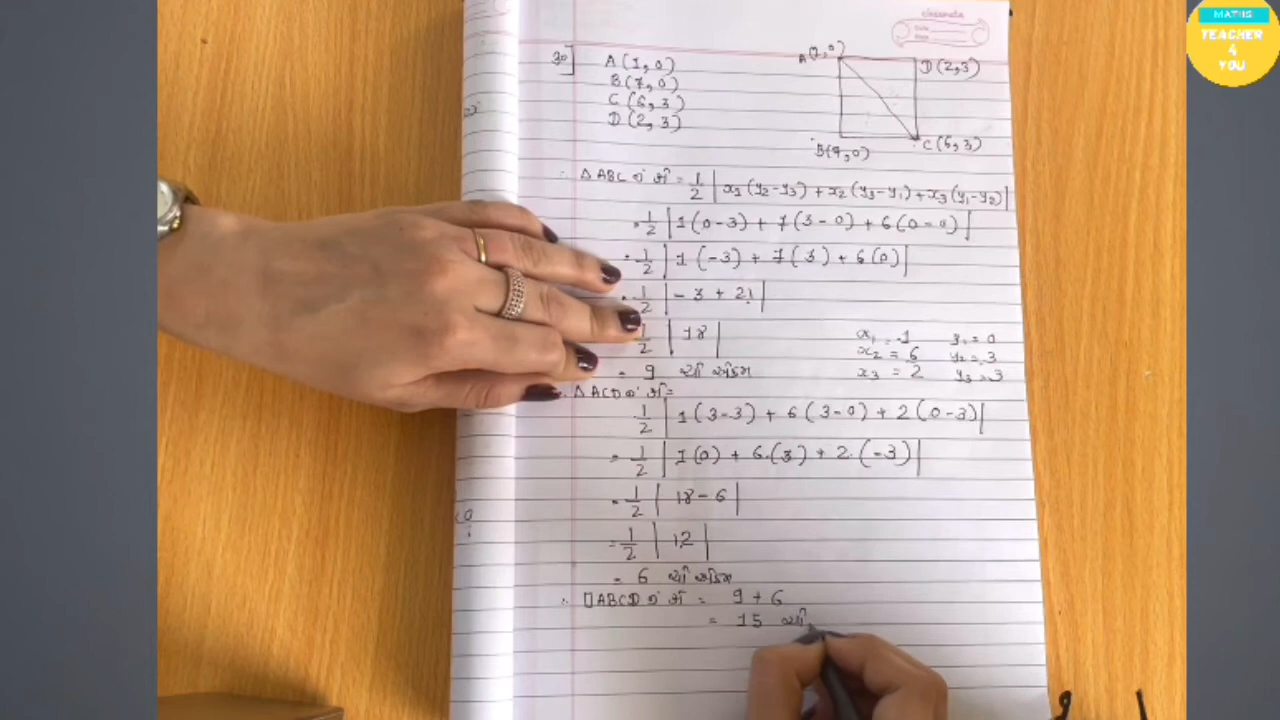 classmate
Date
Page
30]
A (1, 0)
B (7, 0)
C (6, 3)
D (2, 3)
A(1, 0)
D (2, 3)
B(7, 0)
C (6, 3)
∴ △ ABC નું ક્ષે = 1/2 | x1 (y2 - y3) + x2 (y3 - y1) + x3 (y1 - y2) |
= 1/2 | 1 (0 - 3) + 7 (3 - 0) + 6 (0 - 0) |
= 1/2 | 1 (-3) + 7 (3) + 6 (0) |
= 1/2 | - 3 + 21 |
1/2 | 18 |
= 9 ચો એકમ
x1 = 1 y1 = 0
x2 = 6 y2 = 3
x3 = 2 y3 = 3
∴ △ ACD નું ક્ષે =
1/2 | 1 (3 - 3) + 6 (3 - 0) + 2 (0 - 3) |
= 1/2 | 1 (0) + 6 · (3) + 2 · (-3) |
= 1/2 | 18 - 6 |
= 1/2 | 12 |
= 6 ચો એકમ
∴ □ ABCD નું ક્ષે = 9 + 6
= 15 ચો
MATHS
TEACHER
4
YOU